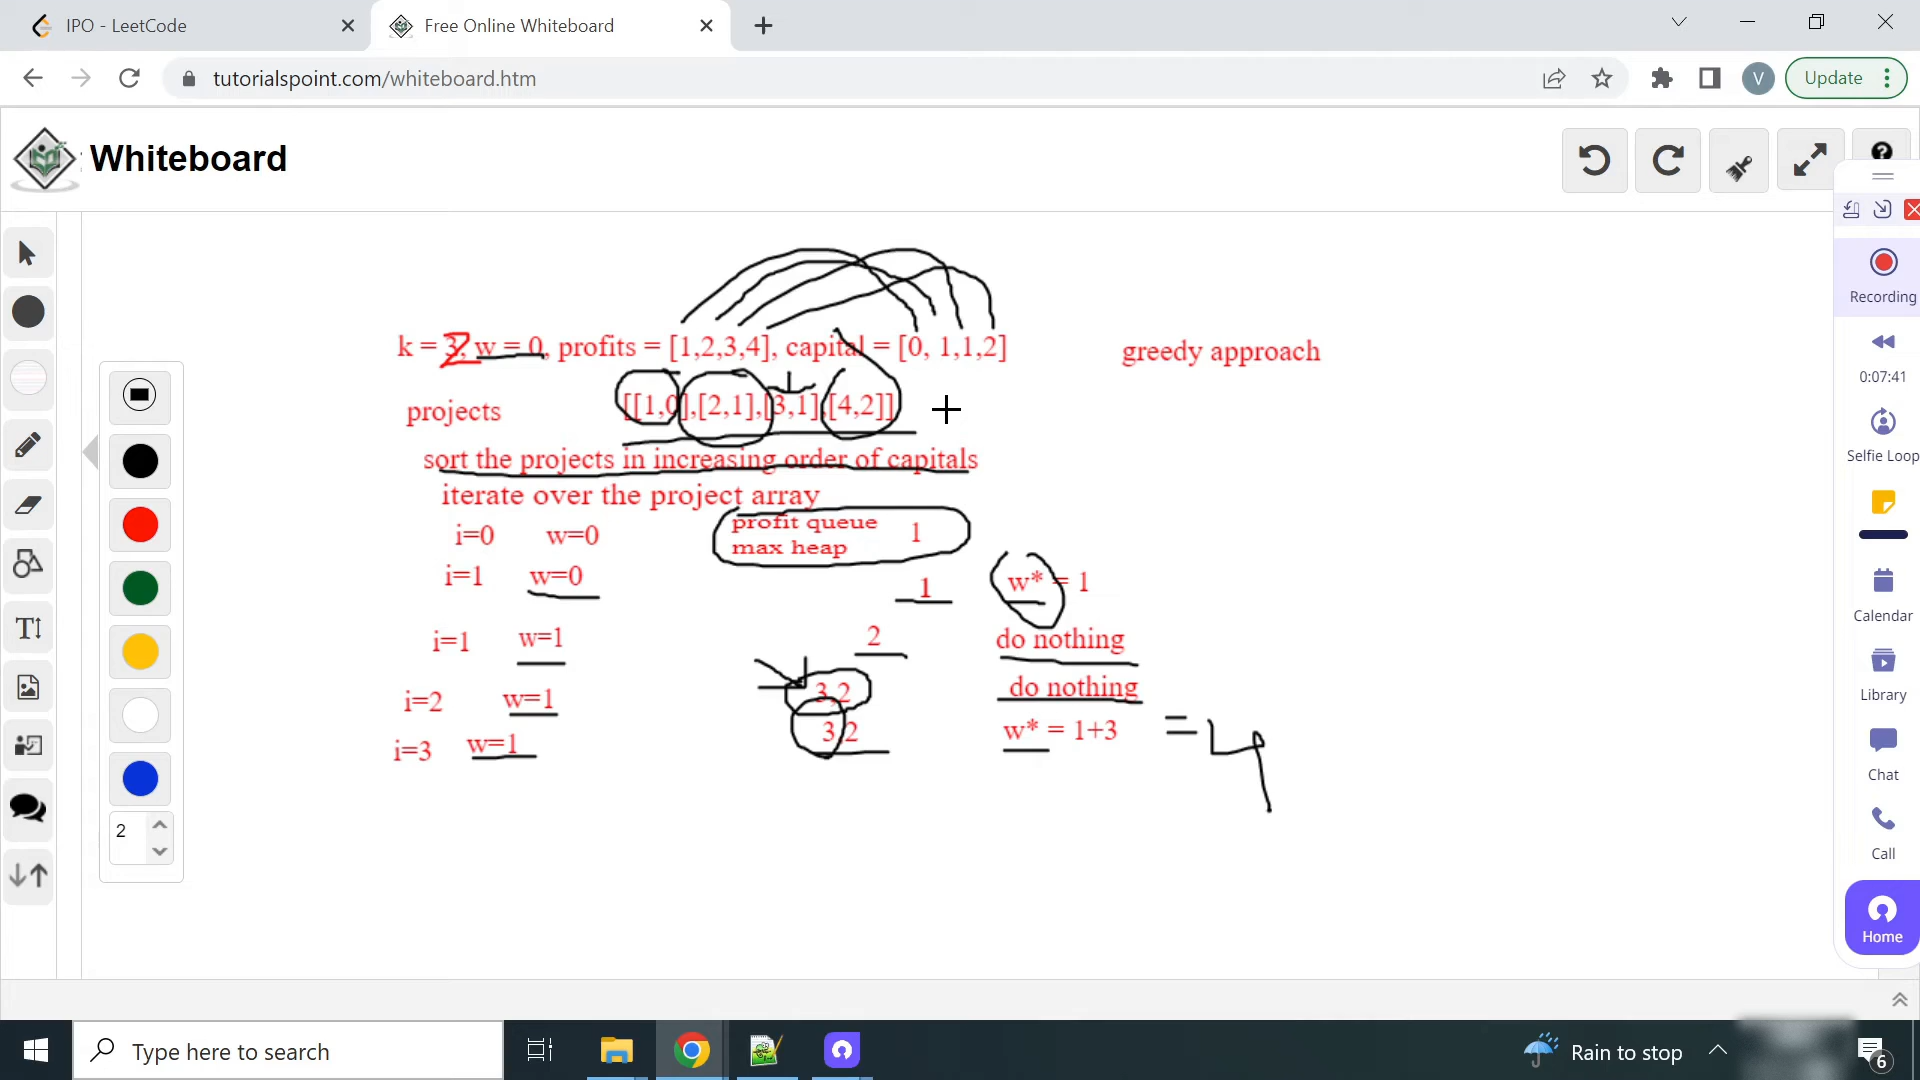 IPO - LeetCode
Free Online Whiteboard
tutorialspoint.com/whiteboard.htm
V
Update
Whiteboard
Recording
0:07:41
Selfie Loop
Calendar
Library
Chat
Call
Home
2
k = 2, w = 0, profits = [1,2,3,4], capital = [0, 1,1,2]
greedy approach
projects [[1,0],[2,1],[3,1],[4,2]]
sort the projects in increasing order of capitals
iterate over the project array
i=0 w=0 profit queue 1
max heap
i=1 w=0 1 w* = 1
i=1 w=1 2 do nothing
i=2 w=1 3,2 do nothing
i=3 w=1 3,2 w* = 1+3 = 4
Type here to search
Rain to stop
6